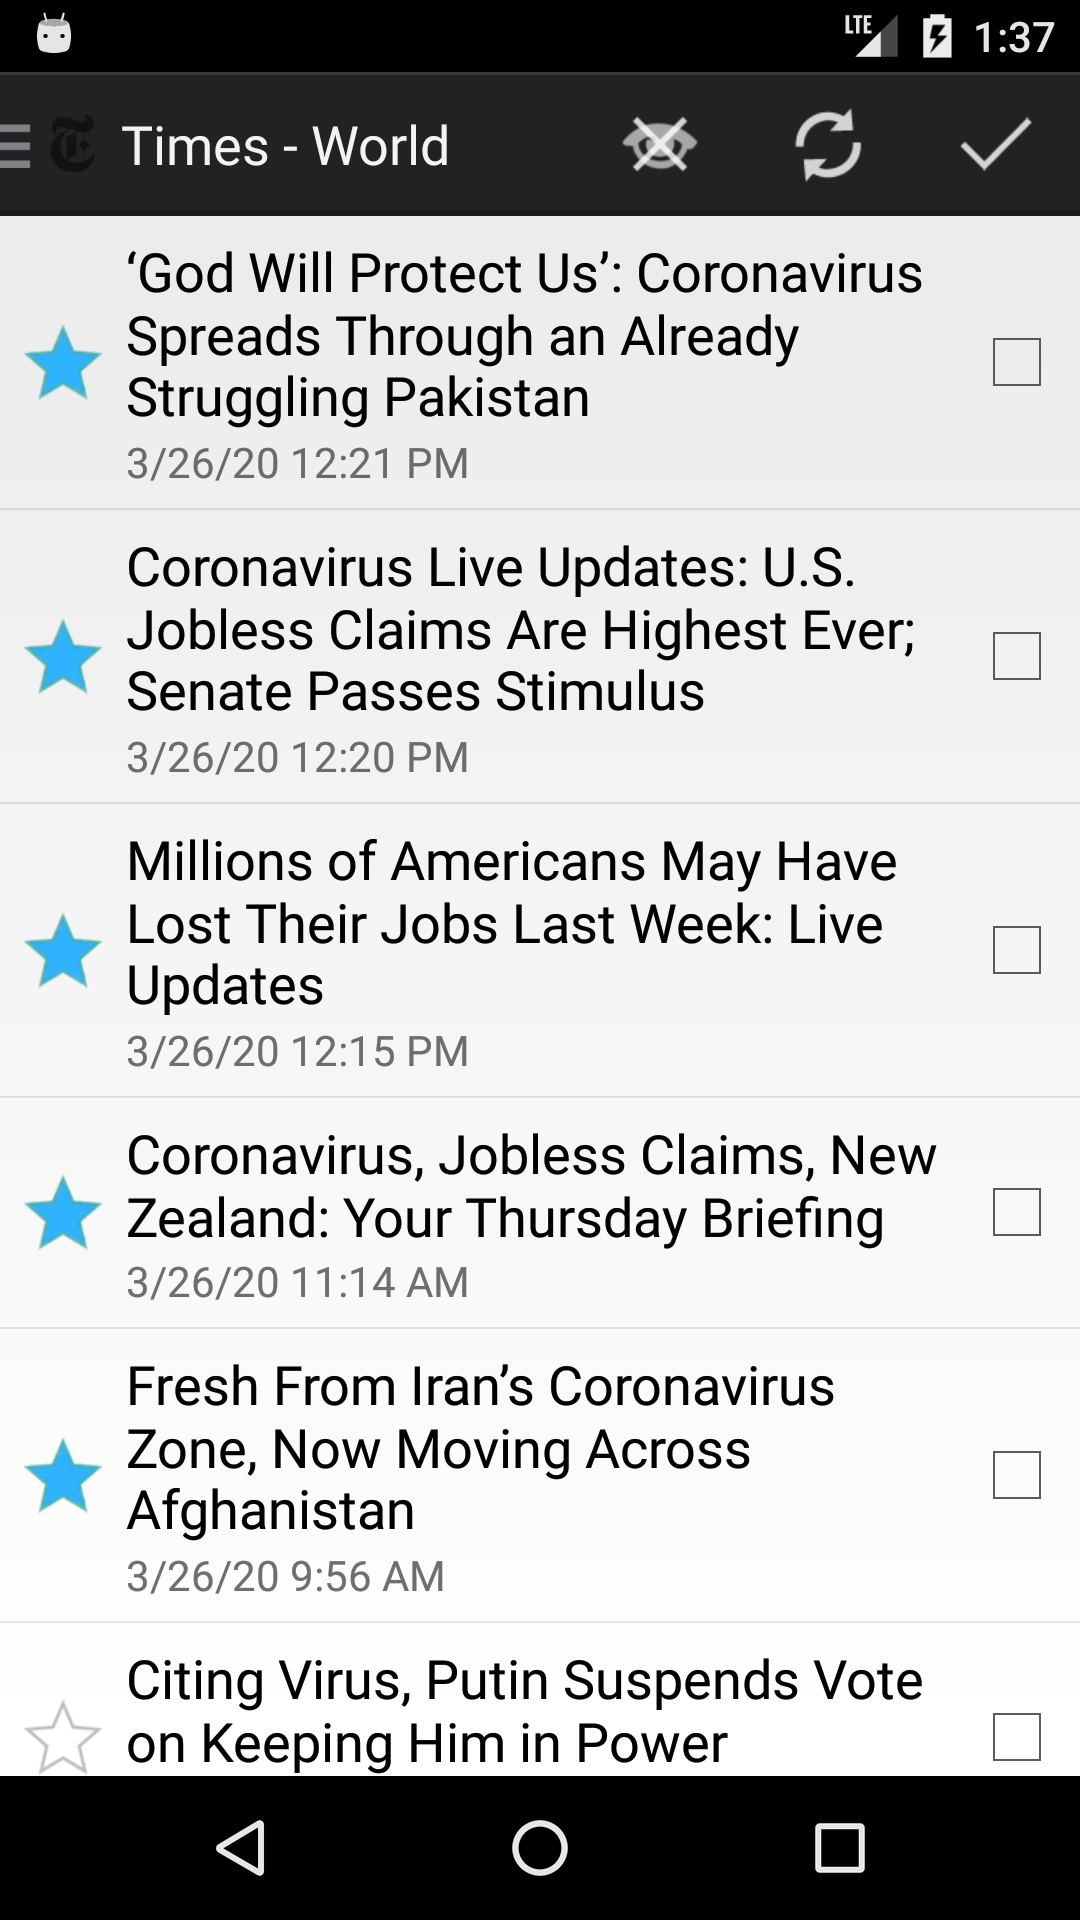 LTE 1:37
Times - World
‘God Will Protect Us’: Coronavirus
Spreads Through an Already
Struggling Pakistan
3/26/20 12:21 PM
Coronavirus Live Updates: U.S.
Jobless Claims Are Highest Ever;
Senate Passes Stimulus
3/26/20 12:20 PM
Millions of Americans May Have
Lost Their Jobs Last Week: Live
Updates
3/26/20 12:15 PM
Coronavirus, Jobless Claims, New
Zealand: Your Thursday Briefing
3/26/20 11:14 AM
Fresh From Iran’s Coronavirus
Zone, Now Moving Across
Afghanistan
3/26/20 9:56 AM
Citing Virus, Putin Suspends Vote
on Keeping Him in Power